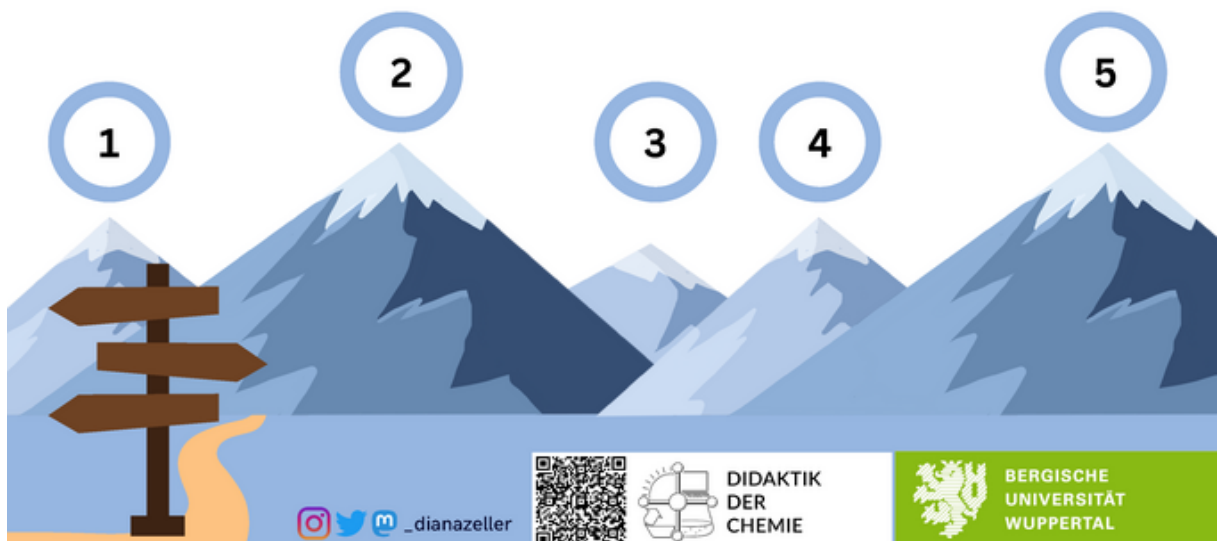 1
2
3
4
5
_dianazeller
DIDAKTIK
DER
CHEMIE
BERGISCHE
UNIVERSITÄT
WUPPERTAL